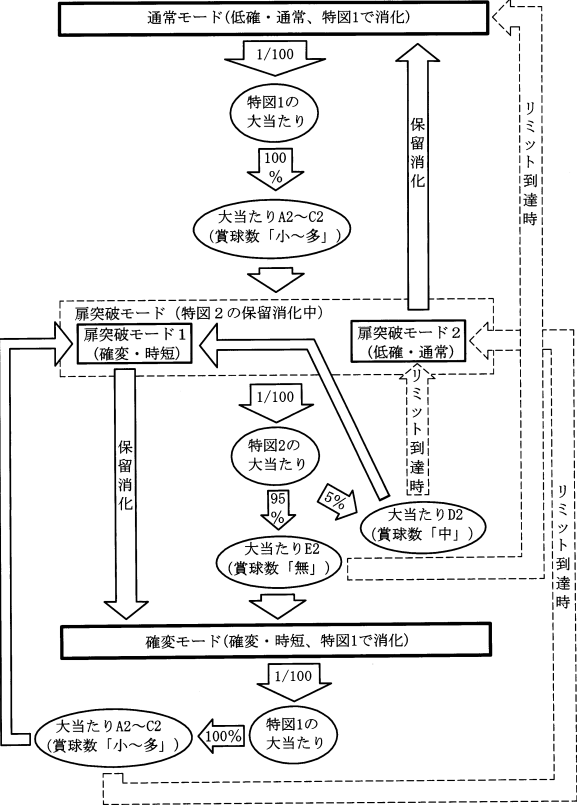 通常モード(低確・通常、特図1で消化)
1/100
特図1の
大当たり
100
%
大当たりA2～C2
(賞球数「小～多」)
保留消化
リミット到達時
扉突破モード (特図２の保留消化中)
扉突破モード１
(確変・時短)
扉突破モード２
(低確・通常)
1/100
リミット到達時
保留消化
特図2の
大当たり
95
%
5%
大当たりD2
(賞球数「中」)
大当たりE2
(賞球数「無」)
リミット到達時
確変モード(確変・時短、特図1で消化)
1/100
特図1の
大当たり
100%
大当たりA2～C2
(賞球数「小～多」)